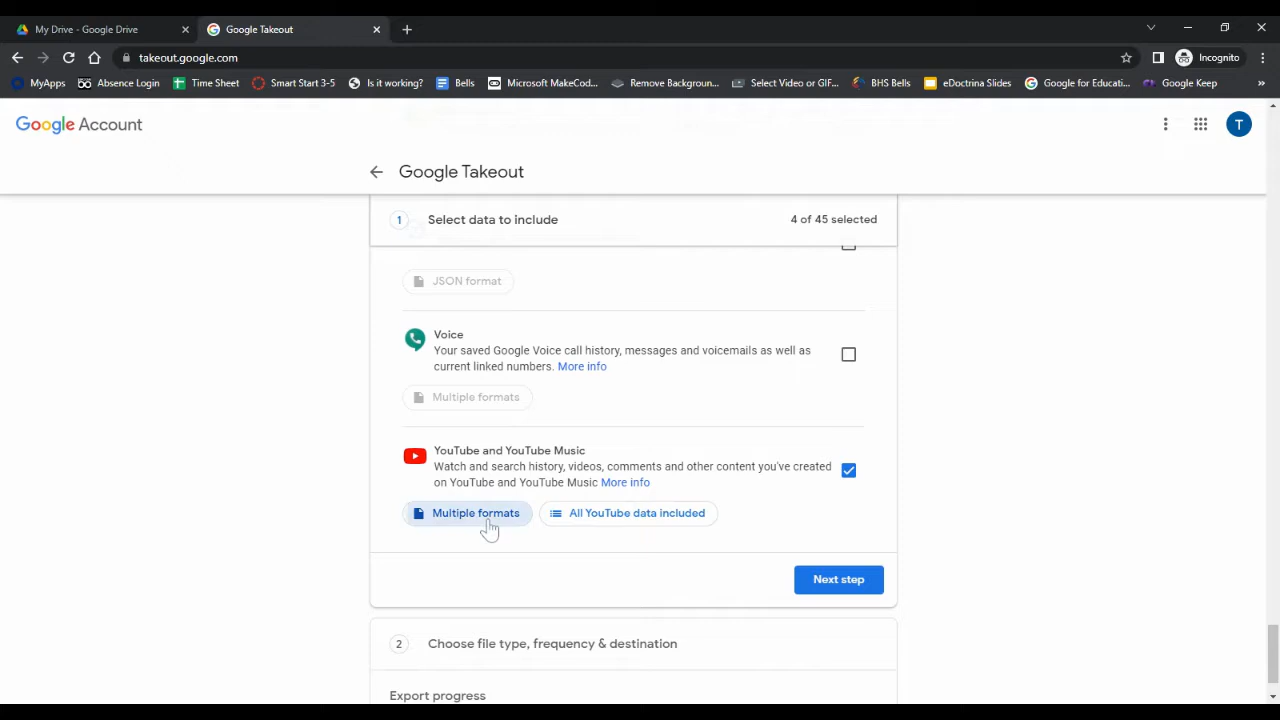 My Drive - Google Drive
Google Takeout
takeout.google.com
Incognito
MyApps
Absence Login
Time Sheet
Smart Start 3-5
Is it working?
Bells
Microsoft MakeCod...
Remove Backgroun...
Select Video or GIF...
BHS Bells
eDoctrina Slides
Google for Educati...
Google Keep
»
Google Account
T
Google Takeout
1
Select data to include
4 of 45 selected
JSON format
Voice
Your saved Google Voice call history, messages and voicemails as well as
current linked numbers. More info
Multiple formats
YouTube and YouTube Music
Watch and search history, videos, comments and other content you've created
on YouTube and YouTube Music More info
Multiple formats
All YouTube data included
Next step
2
Choose file type, frequency & destination
Export progress